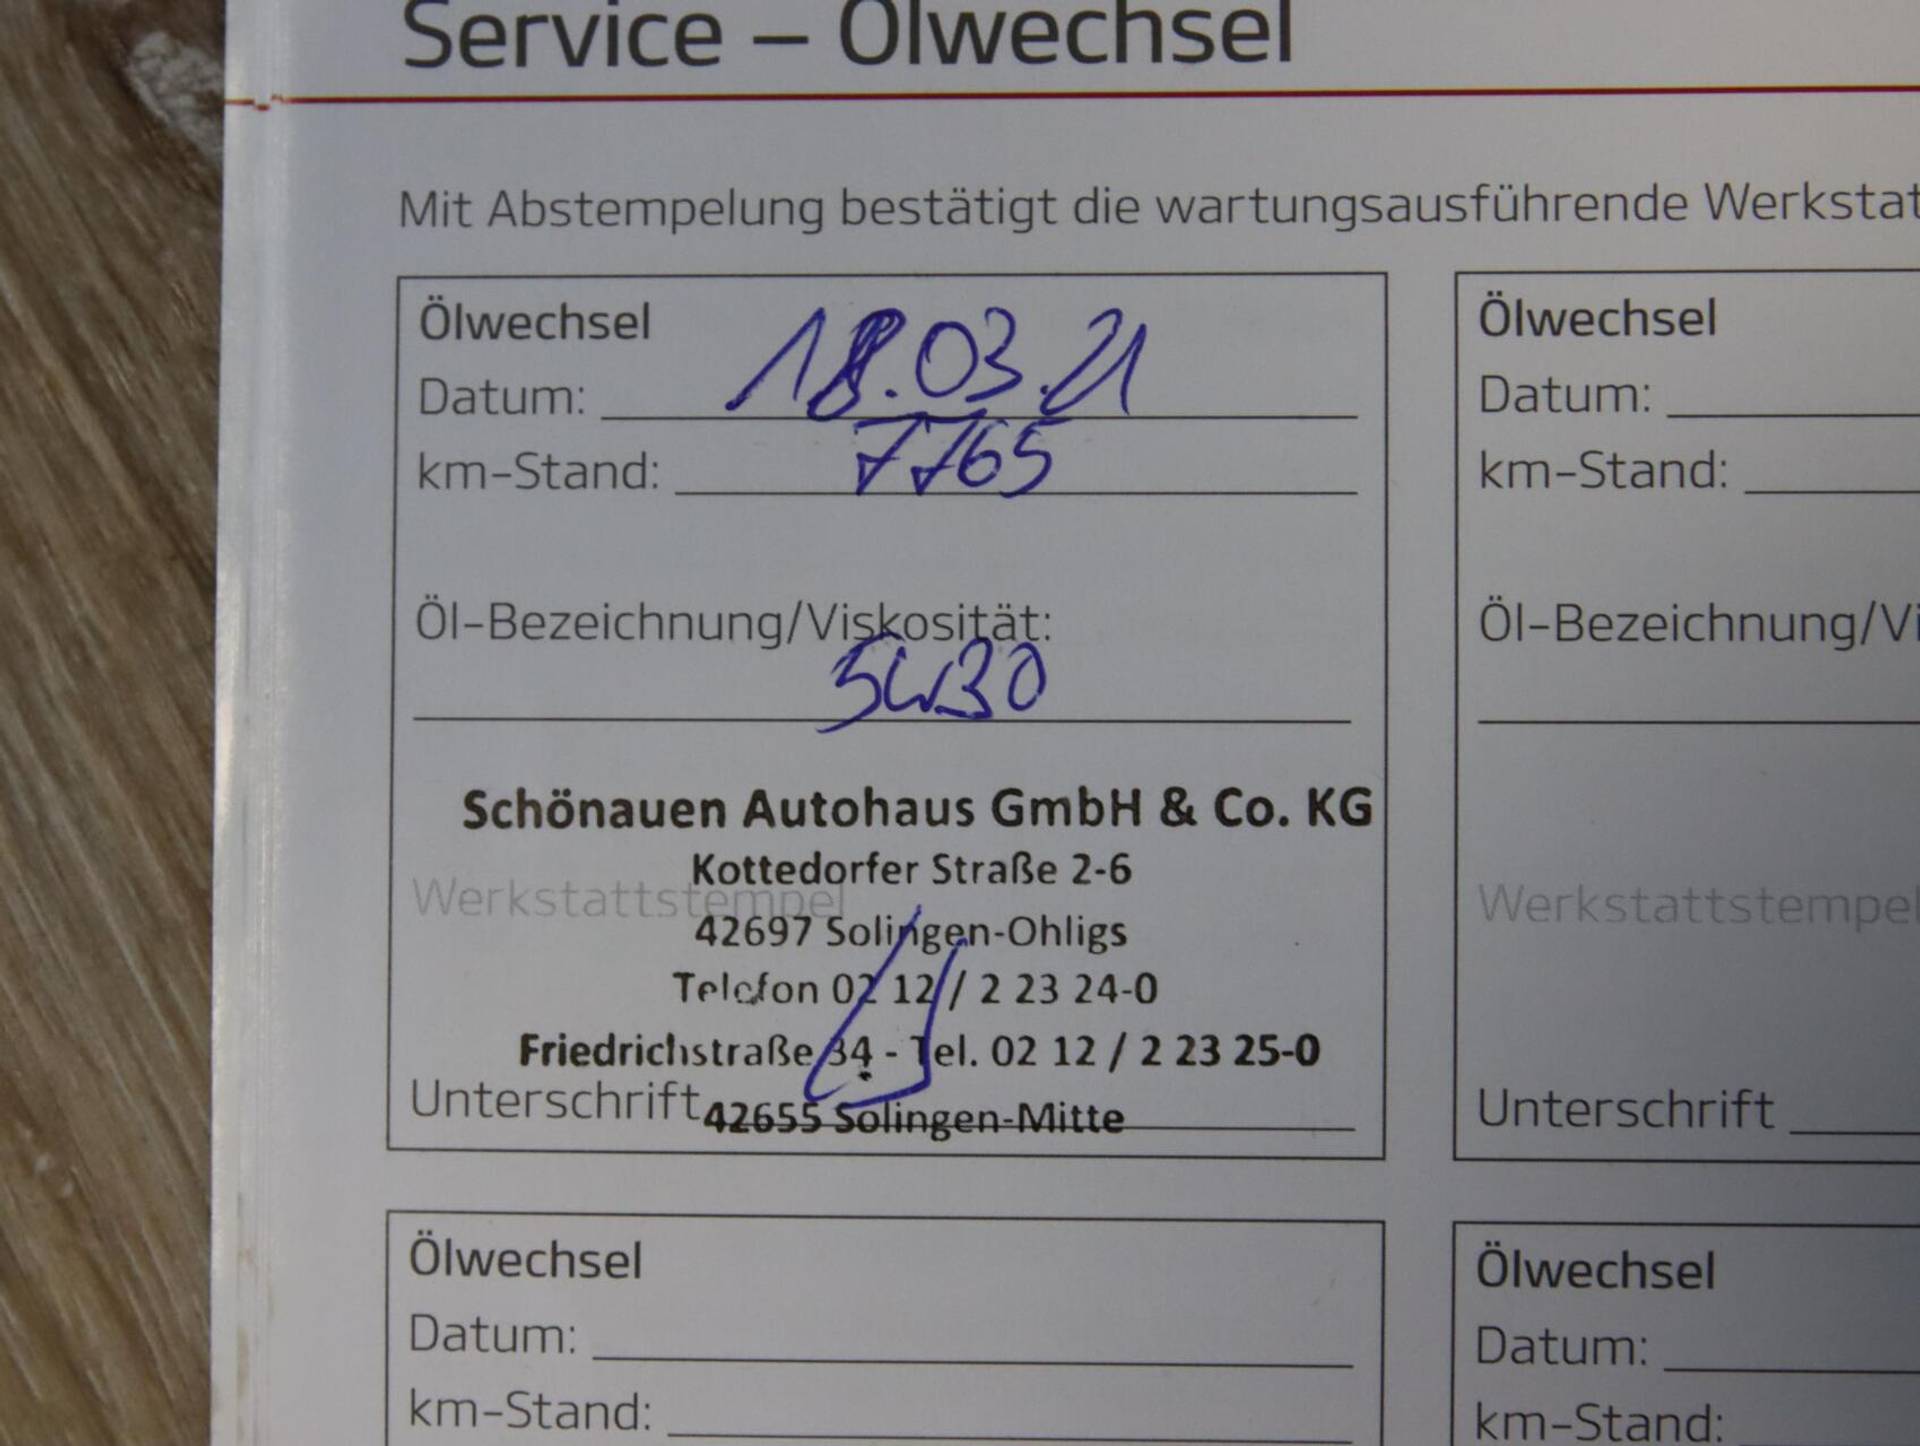 Service – Ölwechsel
Mit Abstempelung bestätigt die wartungsausführende Werkstat
Ölwechsel
Datum: 18.03.21
km-Stand: 7765
Öl-Bezeichnung/Viskosität:
5W30
Schönauen Autohaus GmbH & Co. KG
Kottedorfer Straße 2-6
Werkstattstempel
42697 Solingen-Ohligs
Telefon 02 12 / 2 23 24-0
Friedrichstraße 84 - Tel. 02 12 / 2 23 25-0
Unterschrift
42655 Solingen-Mitte
Ölwechsel
Datum:
km-Stand:
Öl-Bezeichnung/Vi
Werkstattstempel
Unterschrift
Ölwechsel
Datum:
km-Stand:
Ölwechsel
Datum:
km-Stand: